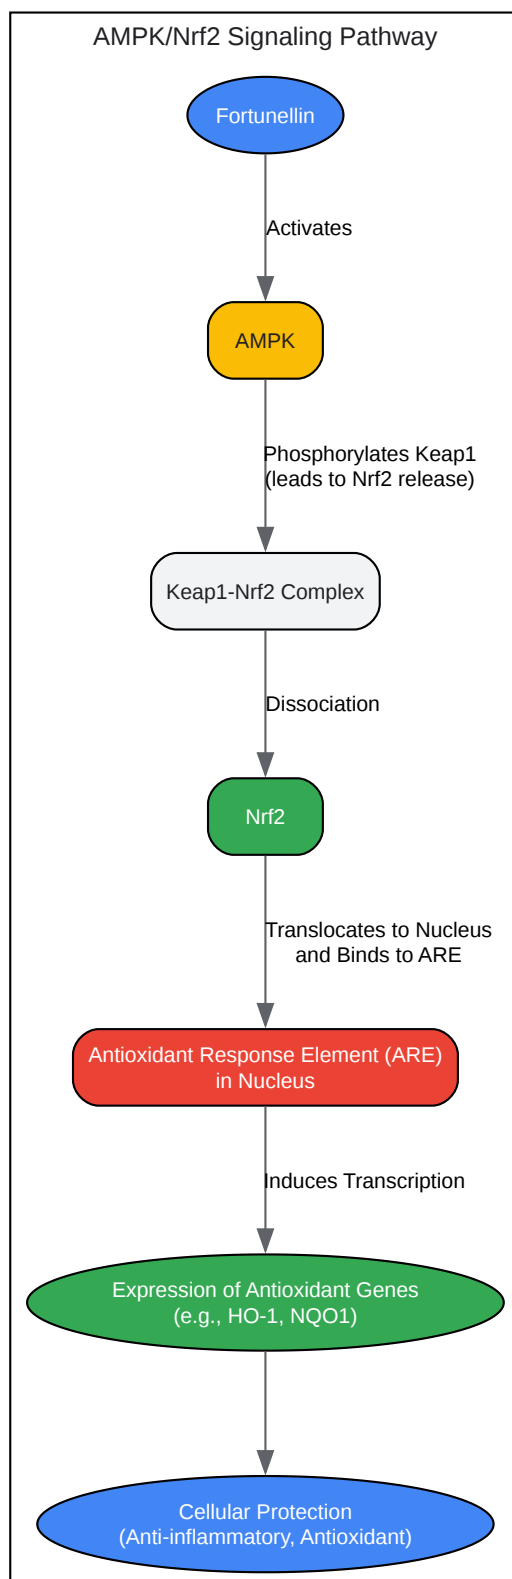 AMPK/Nrf2 Signaling Pathway
Fortunellin
Activates
AMPK
Phosphorylates Keap1
(leads to Nrf2 release)
Keap1-Nrf2 Complex
Dissociation
Nrf2
Translocates to Nucleus
and Binds to ARE
Antioxidant Response Element (ARE)
in Nucleus
Induces Transcription
Expression of Antioxidant Genes
(e.g., HO-1, NQO1)
Cellular Protection
(Anti-inflammatory, Antioxidant)